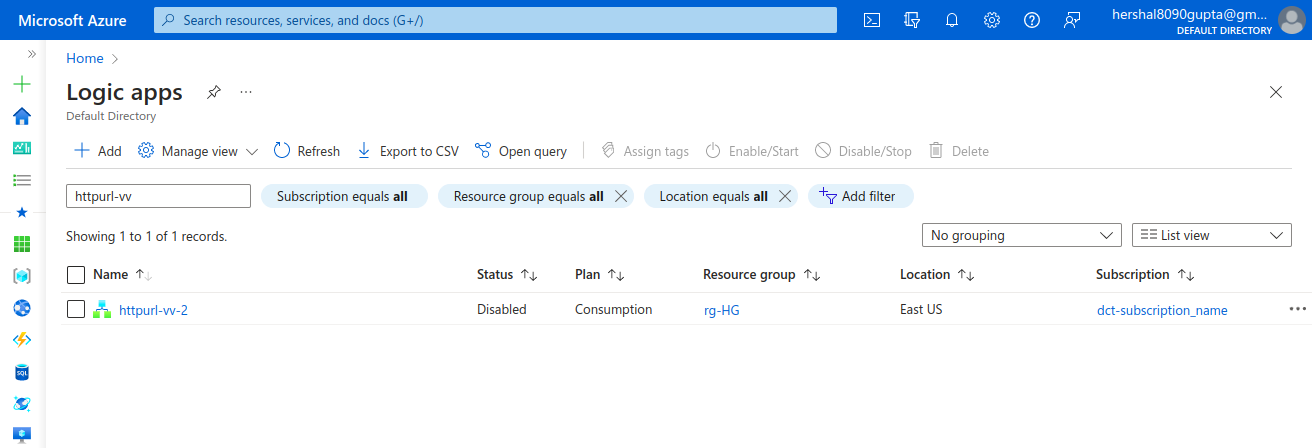 Microsoft Azure
Search resources, services, and docs (G+/)
hershal8090gupta@gm...
DEFAULT DIRECTORY
Home
Logic apps
Default Directory
Add Manage view Refresh Export to CSV Open query Assign tags Enable/Start Disable/Stop Delete
httpurl-vv Subscription equals all Resource group equals all Location equals all Add filter
Showing 1 to 1 of 1 records. No grouping List view
Name Status Plan Resource group Location Subscription
httpurl-vv-2 Disabled Consumption rg-HG East US dct-subscription_name
SQL